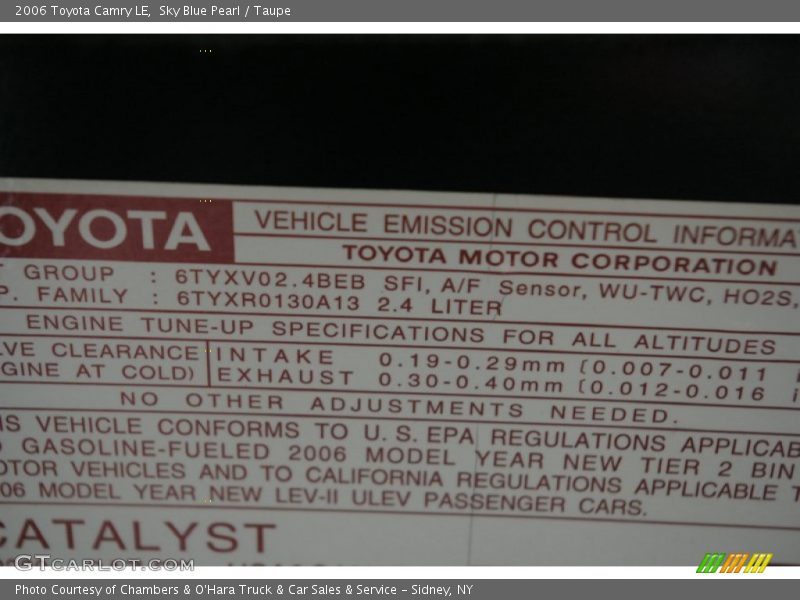 2006 Toyota Camry LE, Sky Blue Pearl / Taupe
OYOTA VEHICLE EMISSION CONTROL INFORMA
TOYOTA MOTOR CORPORATION
T GROUP : 6TYXV02.4BEB SFI, A/F Sensor, WU-TWC, HO2S,
P. FAMILY : 6TYXR0130A13 2.4 LITER
ENGINE TUNE-UP SPECIFICATIONS FOR ALL ALTITUDES
LVE CLEARANCE INTAKE 0.19-0.29mm (0.007-0.011 i
GINE AT COLD) EXHAUST 0.30-0.40mm (0.012-0.016 i
NO OTHER ADJUSTMENTS NEEDED.
IS VEHICLE CONFORMS TO U.S. EPA REGULATIONS APPLICAB
GASOLINE-FUELED 2006 MODEL YEAR NEW TIER 2 BIN
OTOR VEHICLES AND TO CALIFORNIA REGULATIONS APPLICABLE T
06 MODEL YEAR NEW LEV-II ULEV PASSENGER CARS.
CATALYST
GTCARLOT.COM
Photo Courtesy of Chambers & O'Hara Truck & Car Sales & Service – Sidney, NY